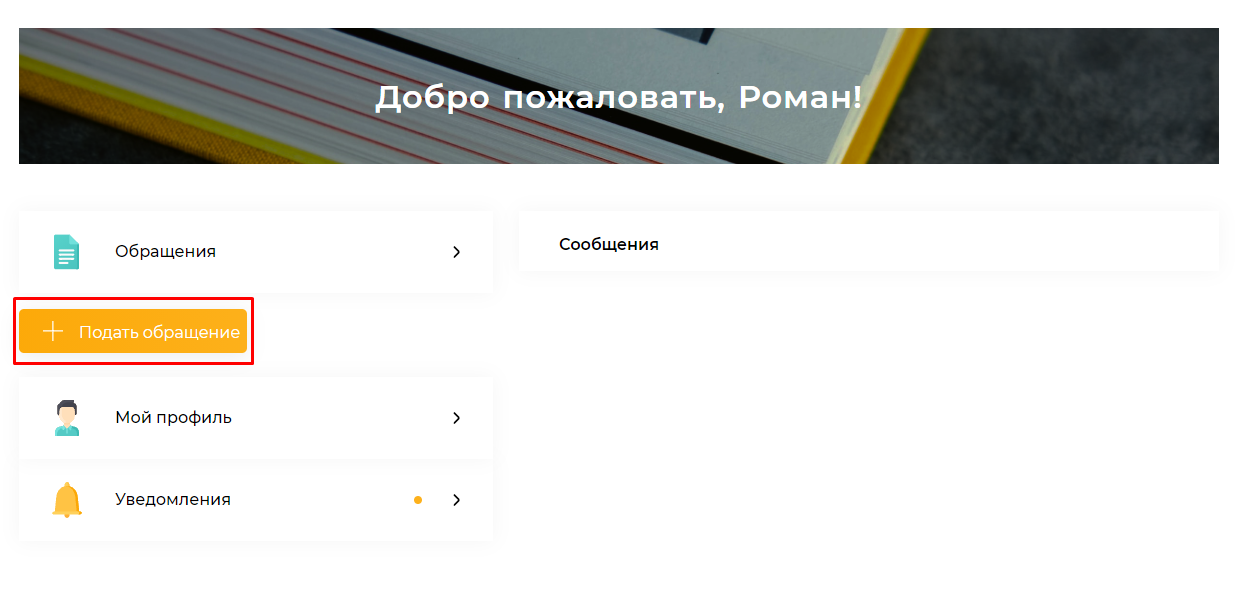 Добро пожаловать, Роман!
Обращения
Сообщения
Подать обращение
Мой профиль
Уведомления